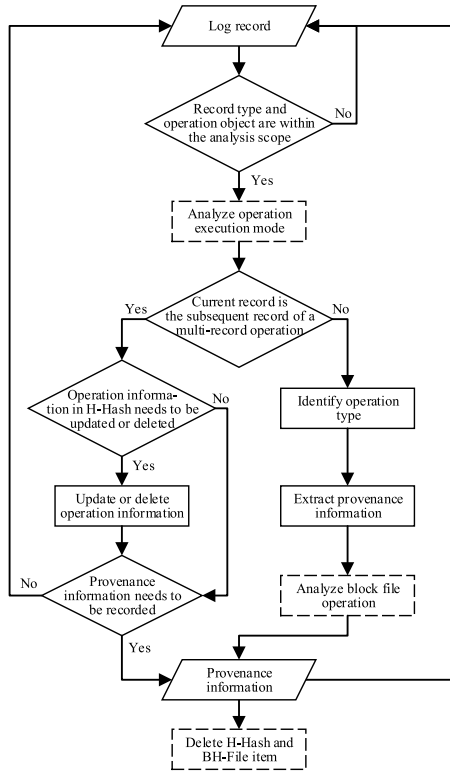 Log record
Record type and
operation object are within
the analysis scope
No
Yes
Analyze operation
execution mode
Current record is
the subsequent record of a
multi-record operation
Yes
No
Operation informa-
tion in H-Hash needs to be
updated or deleted
No
Identify operation
type
Yes
Update or delete
operation information
Extract provenance
information
No
Provenance
information needs to
be recorded
Analyze block file
operation
Yes
Provenance
information
Delete H-Hash and
BH-File item